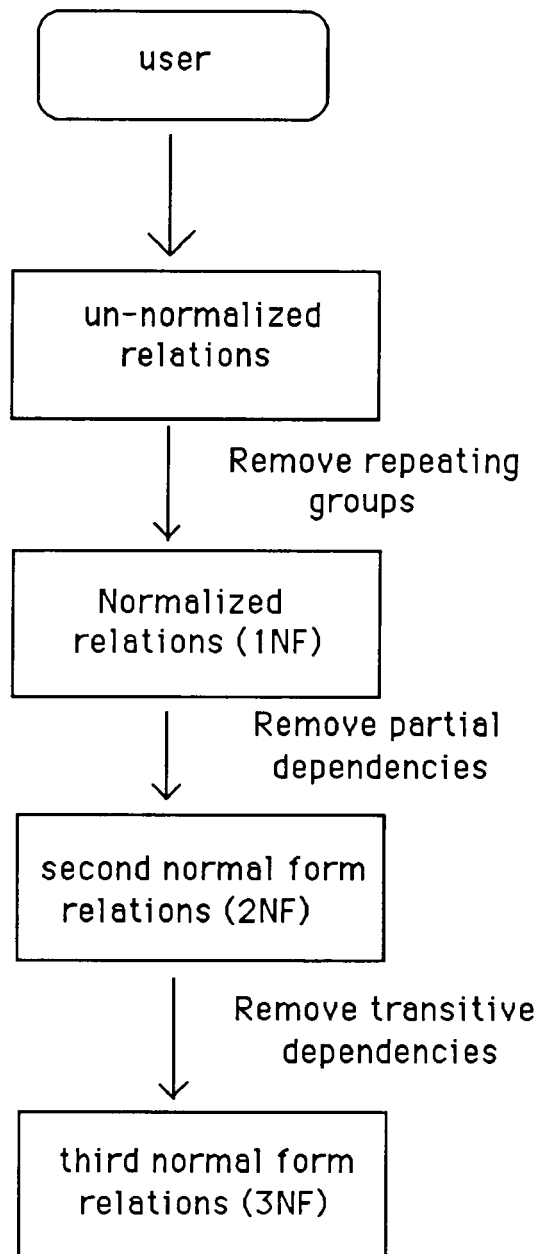 user
un-normalized
relations
Remove repeating
groups
Normalized
relations (1NF)
Remove partial
dependencies
second normal form
relations (2NF)
Remove transitive
dependencies
third normal form
relations (3NF)